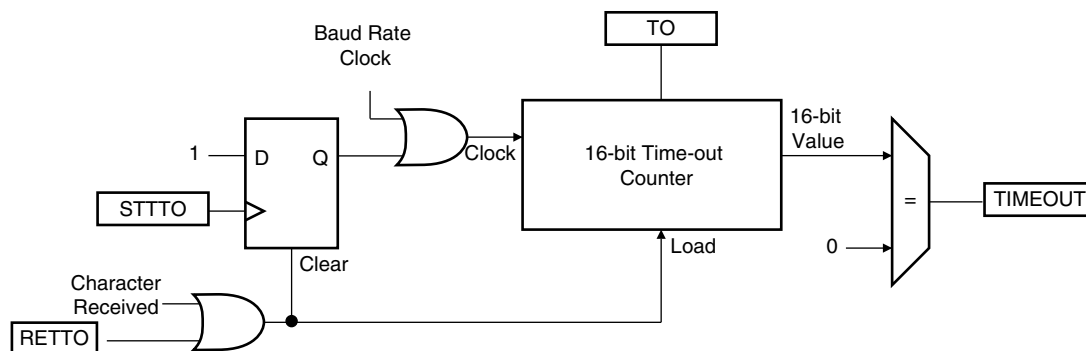 TO
Baud Rate
Clock
16-bit
Value
1
D
Q
Clock
16-bit Time-out
Counter
STTTO
=
TIMEOUT
0
Clear
Load
Character
Received
RETTO